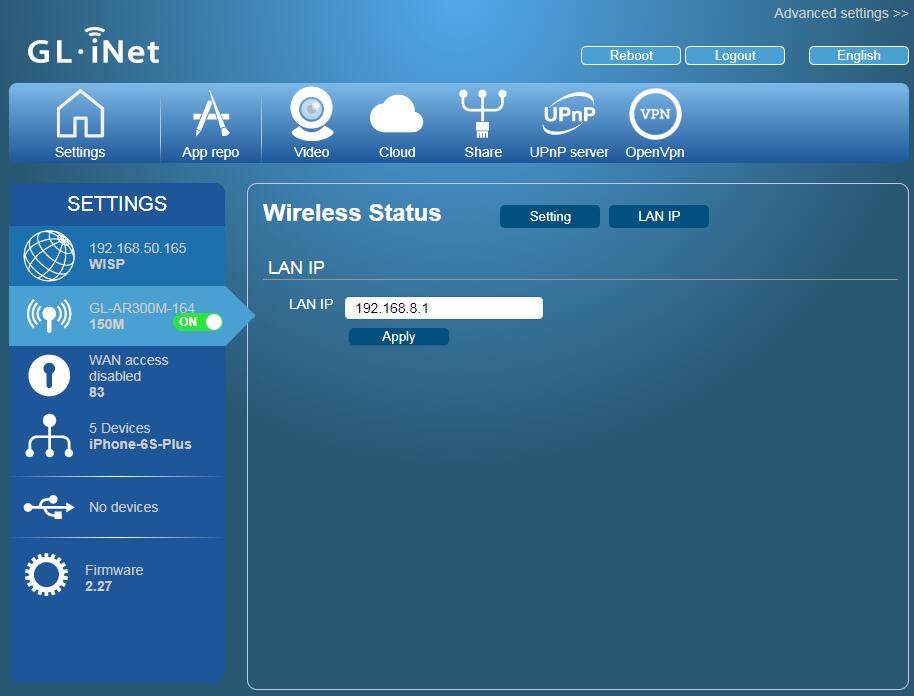 Advanced settings >>
GL·iNet
Reboot
Logout
English
Settings
App repo
Video
Cloud
Share
UPnP
UPnP server
VPN
OpenVpn
SETTINGS
192.168.50.165
WISP
GL-AR300M-164
150M
ON
WAN access
disabled
83
5 Devices
iPhone-6S-Plus
No devices
Firmware
2.27
Wireless Status
Setting
LAN IP
LAN IP
LAN IP
192.168.8.1
Apply